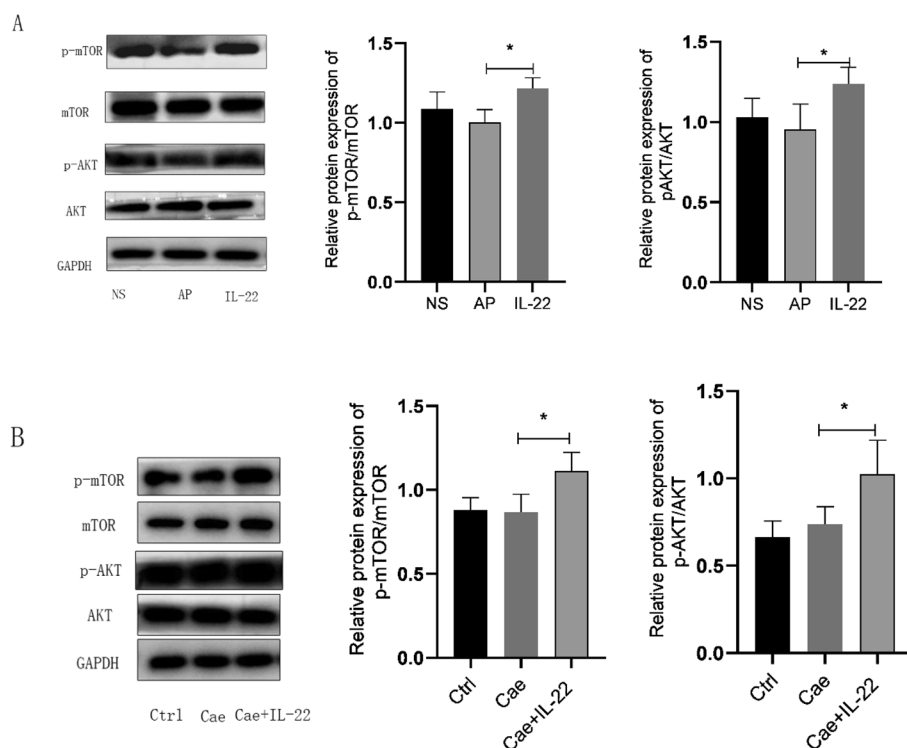 A
p-mTOR
mTOR
p-AKT
AKT
GAPDH
NS AP IL-22
Relative protein expression of
p-mTOR/mTOR
1.5
1.0
0.5
0.0
*
NS AP IL-22
Relative protein expression of
pAKT/AKT
1.5
1.0
0.5
0.0
*
NS AP IL-22
B
p-mTOR
mTOR
p-AKT
AKT
GAPDH
Ctrl Cae Cae+IL-22
Relative protein expression of
p-mTOR/mTOR
1.5
1.0
0.5
0.0
*
Ctrl
Cae
Cae+IL-22
Relative protein expression of
p-AKT/AKT
1.5
1.0
0.5
0.0
*
Ctrl
Cae
Cae+IL-22